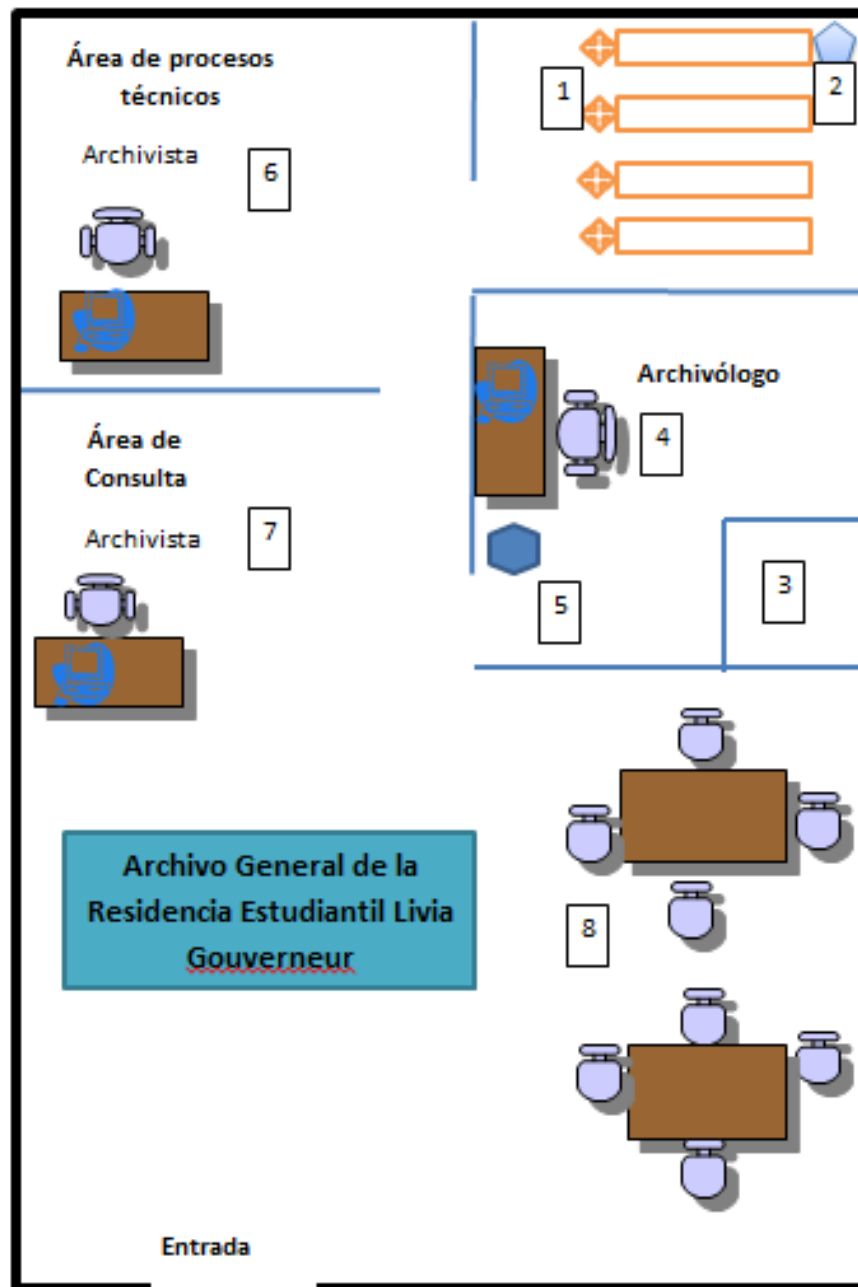 Área de procesos
técnicos
Archivista
6
1
2
Archivólogo
4
Área de
Consulta
Archivista
7
5
3
Archivo General de la
Residencia Estudiantil Livia
Gouverneur
8
Entrada